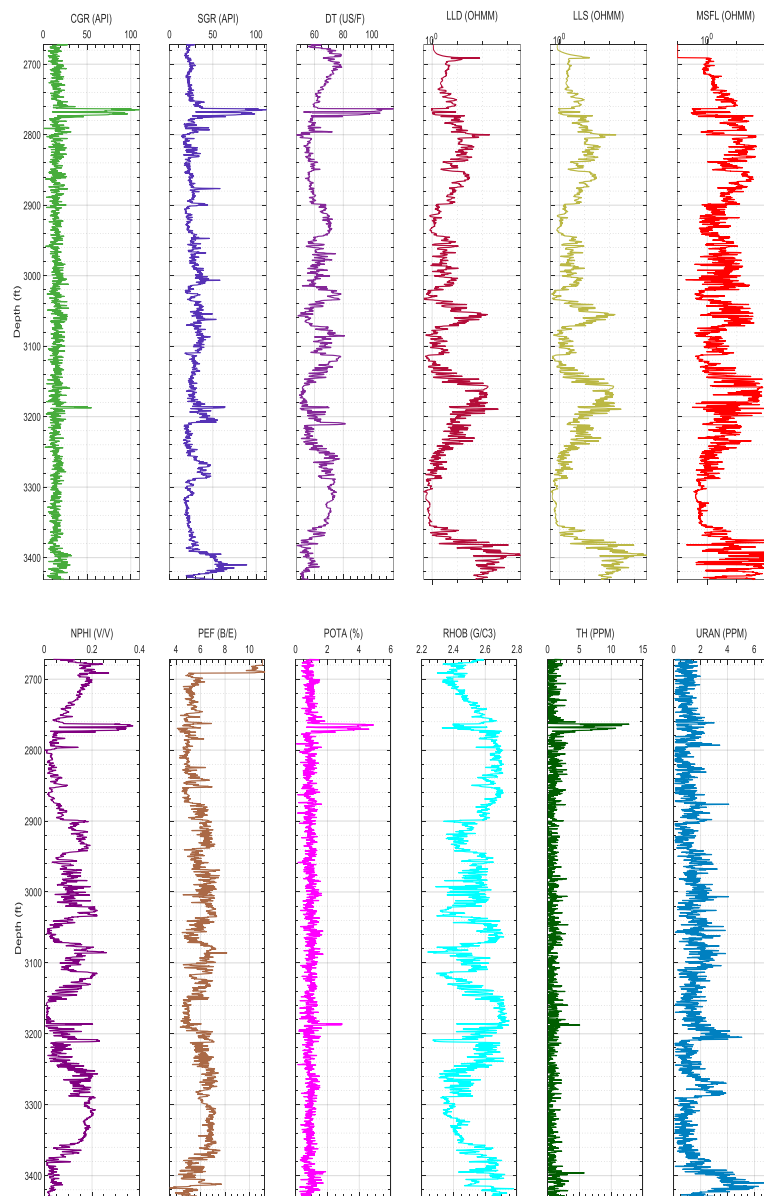 CGR (API) SGR (API) DT (US/F) LLD (OHMM) LLS (OHMM) MSFL (OHMM)
0 50 100 0 50 100 60 80 100 10^0 10^0 10^0
2700
2800
2900
3000
Depth (ft)
3100
3200
3300
3400
NPHI (V/V) PEF (B/E) POTA (%) RHOB (G/C3) TH (PPM) URAN (PPM)
0 0.2 0.4 4 6 8 10 0 2 4 6 2.2 2.4 2.6 2.8 0 5 10 15 0 2 4 6
2700
2800
2900
3000
Depth (ft)
3100
3200
3300
3400